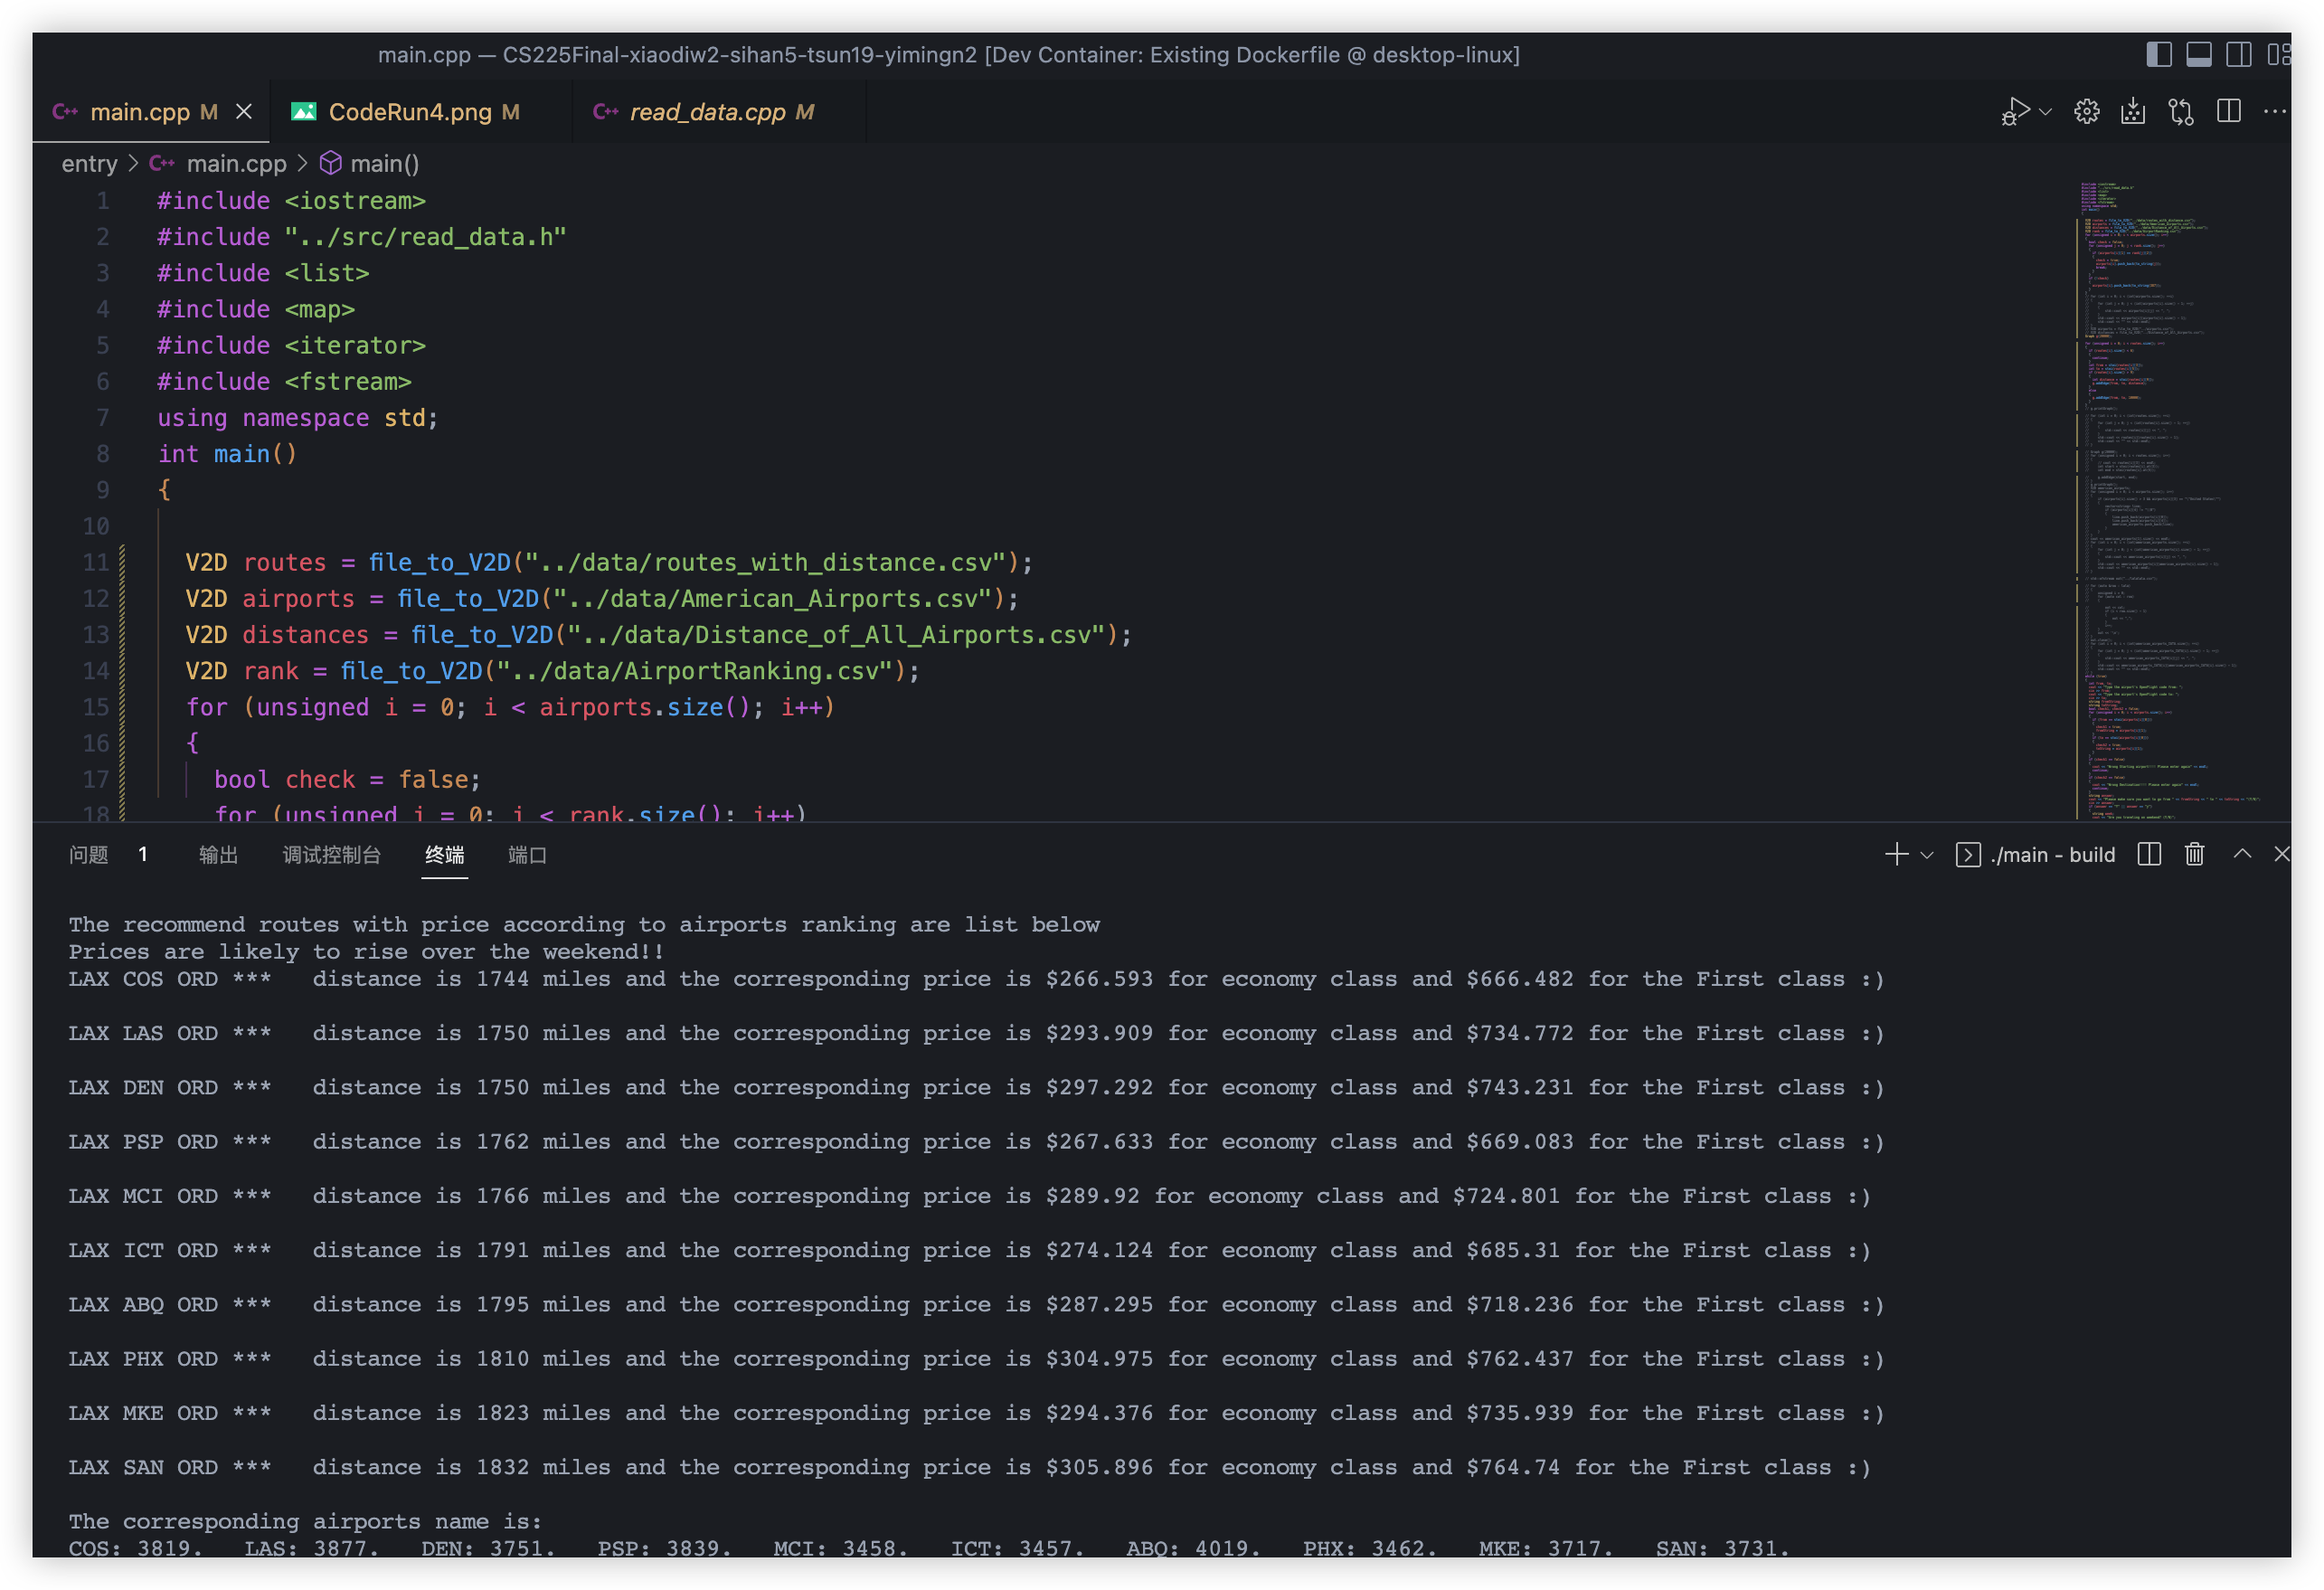 main.cpp — CS225Final-xiaodiw2-sihan5-tsun19-yimingn2 [Dev Container: Existing Dockerfile @ desktop-linux]
C++ main.cpp M CodeRun4.png M C++ read_data.cpp M
entry > C++ main.cpp > main()
1 #include <iostream>
2 #include "../src/read_data.h"
3 #include <list>
4 #include <map>
5 #include <iterator>
6 #include <fstream>
7 using namespace std;
8 int main()
9 {
10
11 V2D routes = file_to_V2D("../data/routes_with_distance.csv");
12 V2D airports = file_to_V2D("../data/American_Airports.csv");
13 V2D distances = file_to_V2D("../data/Distance_of_All_Airports.csv");
14 V2D rank = file_to_V2D("../data/AirportRanking.csv");
15 for (unsigned i = 0; i < airports.size(); i++)
16 {
17 bool check = false;
18 for (unsigned j = 0; j < rank.size(); j++)
问题 1 输出 调试控制台 终端 端口 ./main - build
The recommend routes with price according to airports ranking are list below
Prices are likely to rise over the weekend!!
LAX COS ORD *** distance is 1744 miles and the corresponding price is $266.593 for economy class and $666.482 for the First class :)
LAX LAS ORD *** distance is 1750 miles and the corresponding price is $293.909 for economy class and $734.772 for the First class :)
LAX DEN ORD *** distance is 1750 miles and the corresponding price is $297.292 for economy class and $743.231 for the First class :)
LAX PSP ORD *** distance is 1762 miles and the corresponding price is $267.633 for economy class and $669.083 for the First class :)
LAX MCI ORD *** distance is 1766 miles and the corresponding price is $289.92 for economy class and $724.801 for the First class :)
LAX ICT ORD *** distance is 1791 miles and the corresponding price is $274.124 for economy class and $685.31 for the First class :)
LAX ABQ ORD *** distance is 1795 miles and the corresponding price is $287.295 for economy class and $718.236 for the First class :)
LAX PHX ORD *** distance is 1810 miles and the corresponding price is $304.975 for economy class and $762.437 for the First class :)
LAX MKE ORD *** distance is 1823 miles and the corresponding price is $294.376 for economy class and $735.939 for the First class :)
LAX SAN ORD *** distance is 1832 miles and the corresponding price is $305.896 for economy class and $764.74 for the First class :)
The corresponding airports name is:
COS: 3819. LAS: 3877. DEN: 3751. PSP: 3839. MCI: 3458. ICT: 3457. ABQ: 4019. PHX: 3462. MKE: 3717. SAN: 3731.